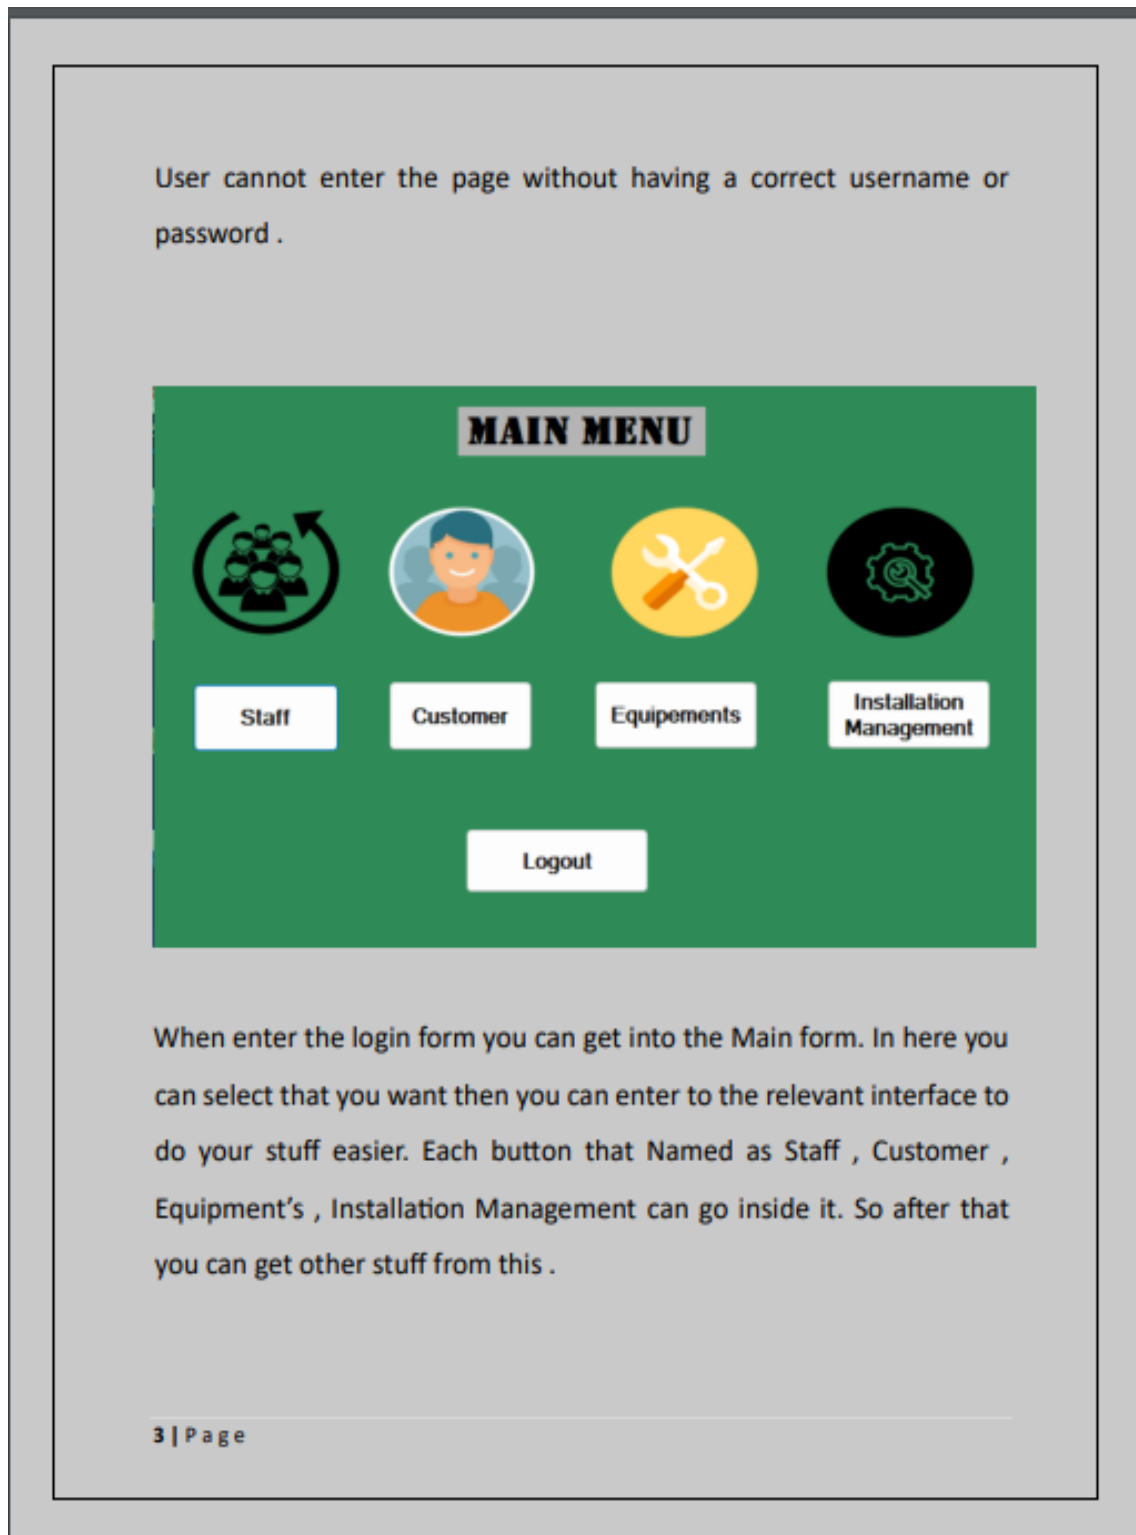 User cannot enter the page without having a correct username or
password .
MAIN MENU
Staff
Customer
Equipements
Installation
Management
Logout
When enter the login form you can get into the Main form. In here you
can select that you want then you can enter to the relevant interface to
do your stuff easier. Each button that Named as Staff , Customer ,
Equipment’s , Installation Management can go inside it. So after that
you can get other stuff from this .
3 | P a g e